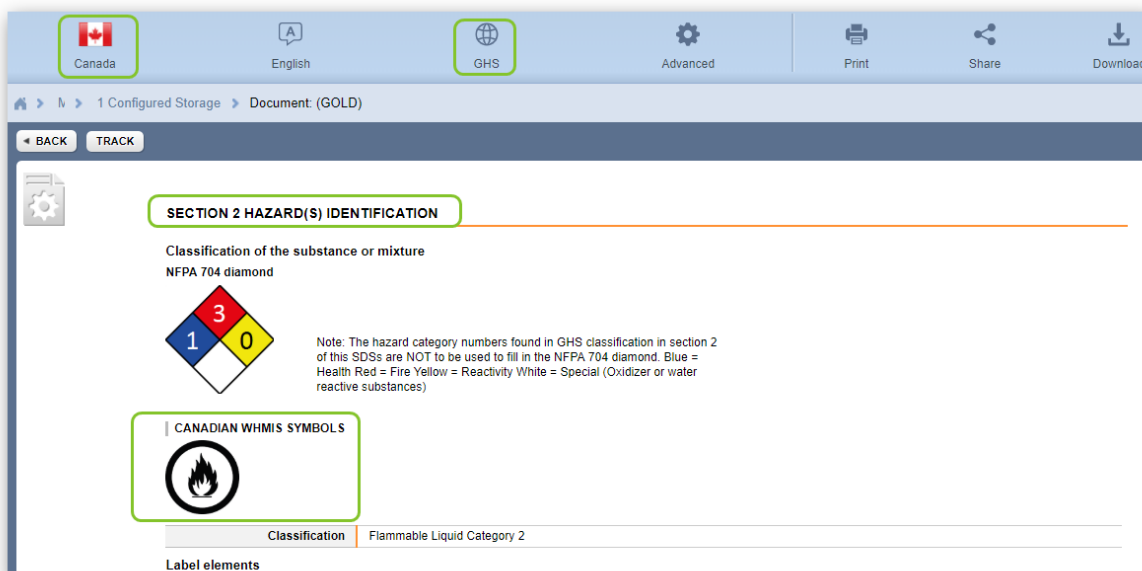 Canada English GHS Advanced Print Share Download
M 1 Configured Storage Document: (GOLD)
BACK TRACK
SECTION 2 HAZARD(S) IDENTIFICATION
Classification of the substance or mixture
NFPA 704 diamond
3
1 0
Note: The hazard category numbers found in GHS classification in section 2
of this SDSs are NOT to be used to fill in the NFPA 704 diamond. Blue =
Health Red = Fire Yellow = Reactivity White = Special (Oxidizer or water
reactive substances)
CANADIAN WHMIS SYMBOLS
Classification Flammable Liquid Category 2
Label elements